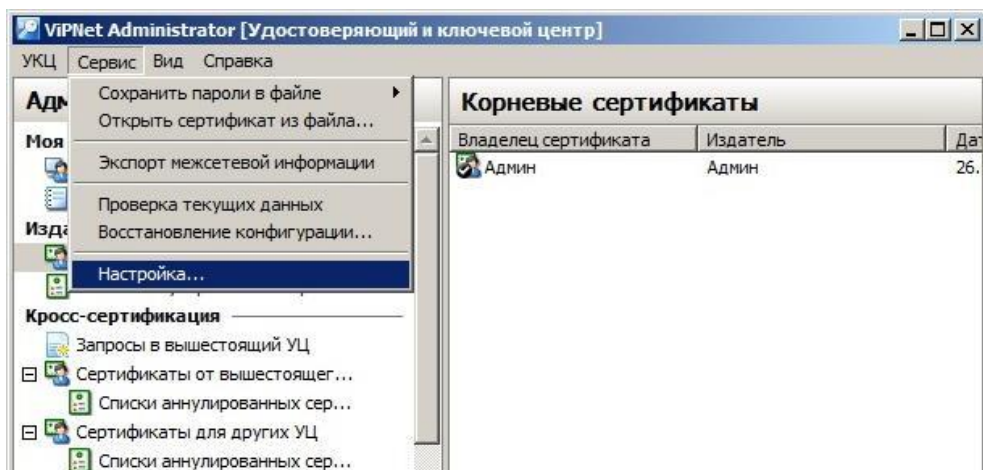 ViPNet Administrator [Удостоверяющий и ключевой центр]
УКЦ Сервис Вид Справка
Сохранить пароли в файле
Открыть сертификат из файла...
Экспорт межсетевой информации
Проверка текущих данных
Восстановление конфигурации...
Настройка...
Моя
Кросс-сертификация
Запросы в вышестоящий УЦ
Сертификаты от вышестоящег...
Списки аннулированных сер...
Сертификаты для других УЦ
Списки аннулированных сер...
Корневые сертификаты
Владелец сертификата Издатель
Админ Админ 26.